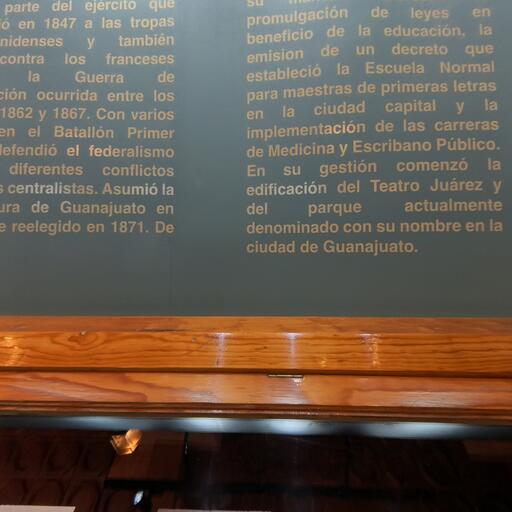 parte del ejército que
en 1847 a las tropas
y también
contra los franceses
la Guerra de
ocurrida entre los
1862 y 1867. Con varios
en el Batallón Primer
defendió el federalismo
diferentes conflictos
centralistas. Asumió la
de Guanajuato en
reelegido en 1871. De
promulgación de leyes en
beneficio de la educación, la
emision de un decreto que
estableció la Escuela Normal
para maestras de primeras letras
en la ciudad capital y la
implementación de las carreras
de Medicina y Escribano Público.
En su gestión comenzó la
edificación del Teatro Juárez y
del parque actualmente
denominado con su nombre en la
ciudad de Guanajuato.